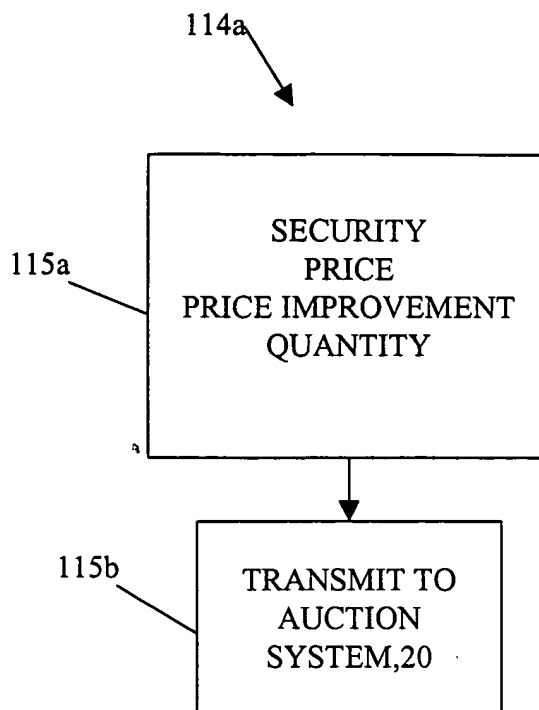 114a
115a
SECURITY
PRICE
PRICE IMPROVEMENT
QUANTITY
115b
TRANSMIT TO
AUCTION
SYSTEM,20